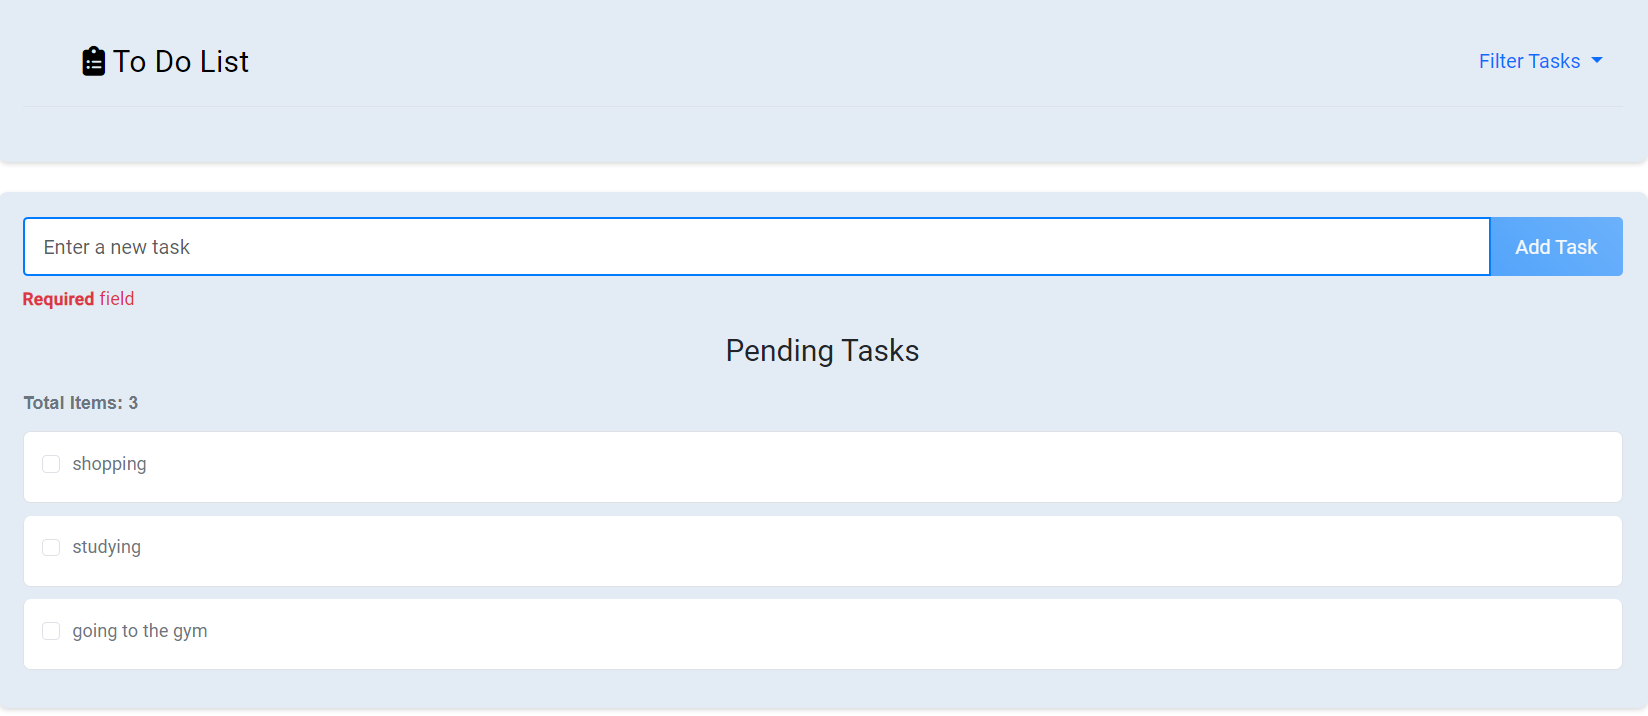 To Do List
Filter Tasks
Enter a new task
Add Task
Required field
Pending Tasks
Total Items: 3
shopping
studying
going to the gym